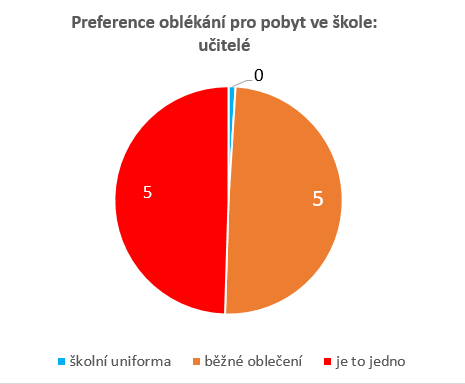 Preference oblékání pro pobyt ve škole:
učitelé
0
5
5
školní uniforma
běžné oblečení
je to jedno